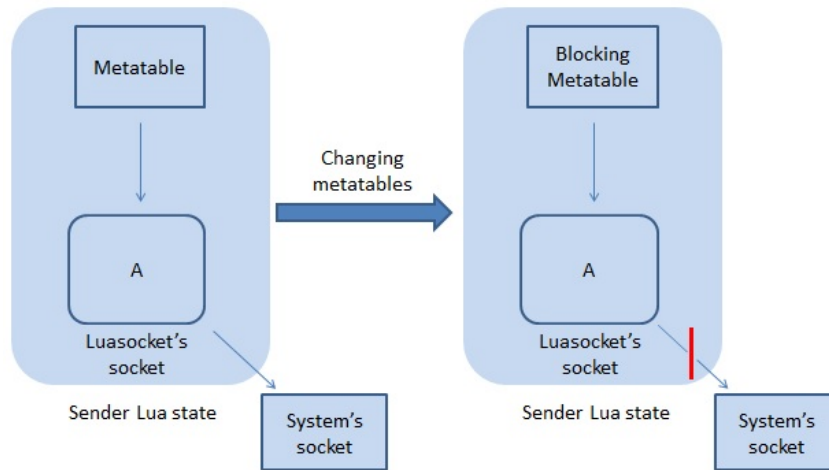 Metatable
A
Luasocket's
socket
Sender Lua state
System's
socket
Changing
metatables
Blocking
Metatable
A
Luasocket's
socket
Sender Lua state
System's
socket